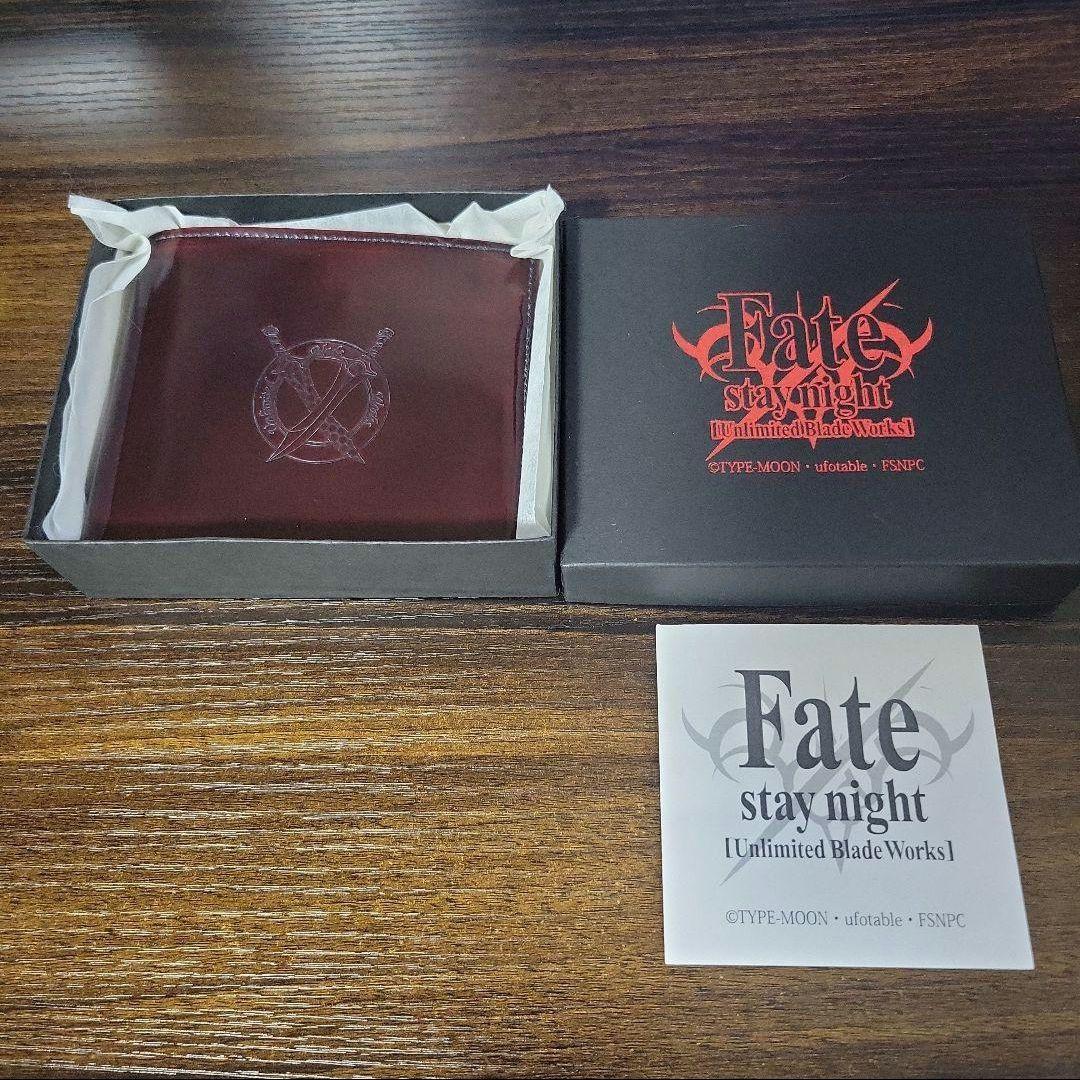 Fate
stay night
[Unlimited Blade Works]
©TYPE-MOON・ufotable・FSNPC
Fate
stay night
[Unlimited Blade Works]
©TYPE-MOON・ufotable・FSNPC